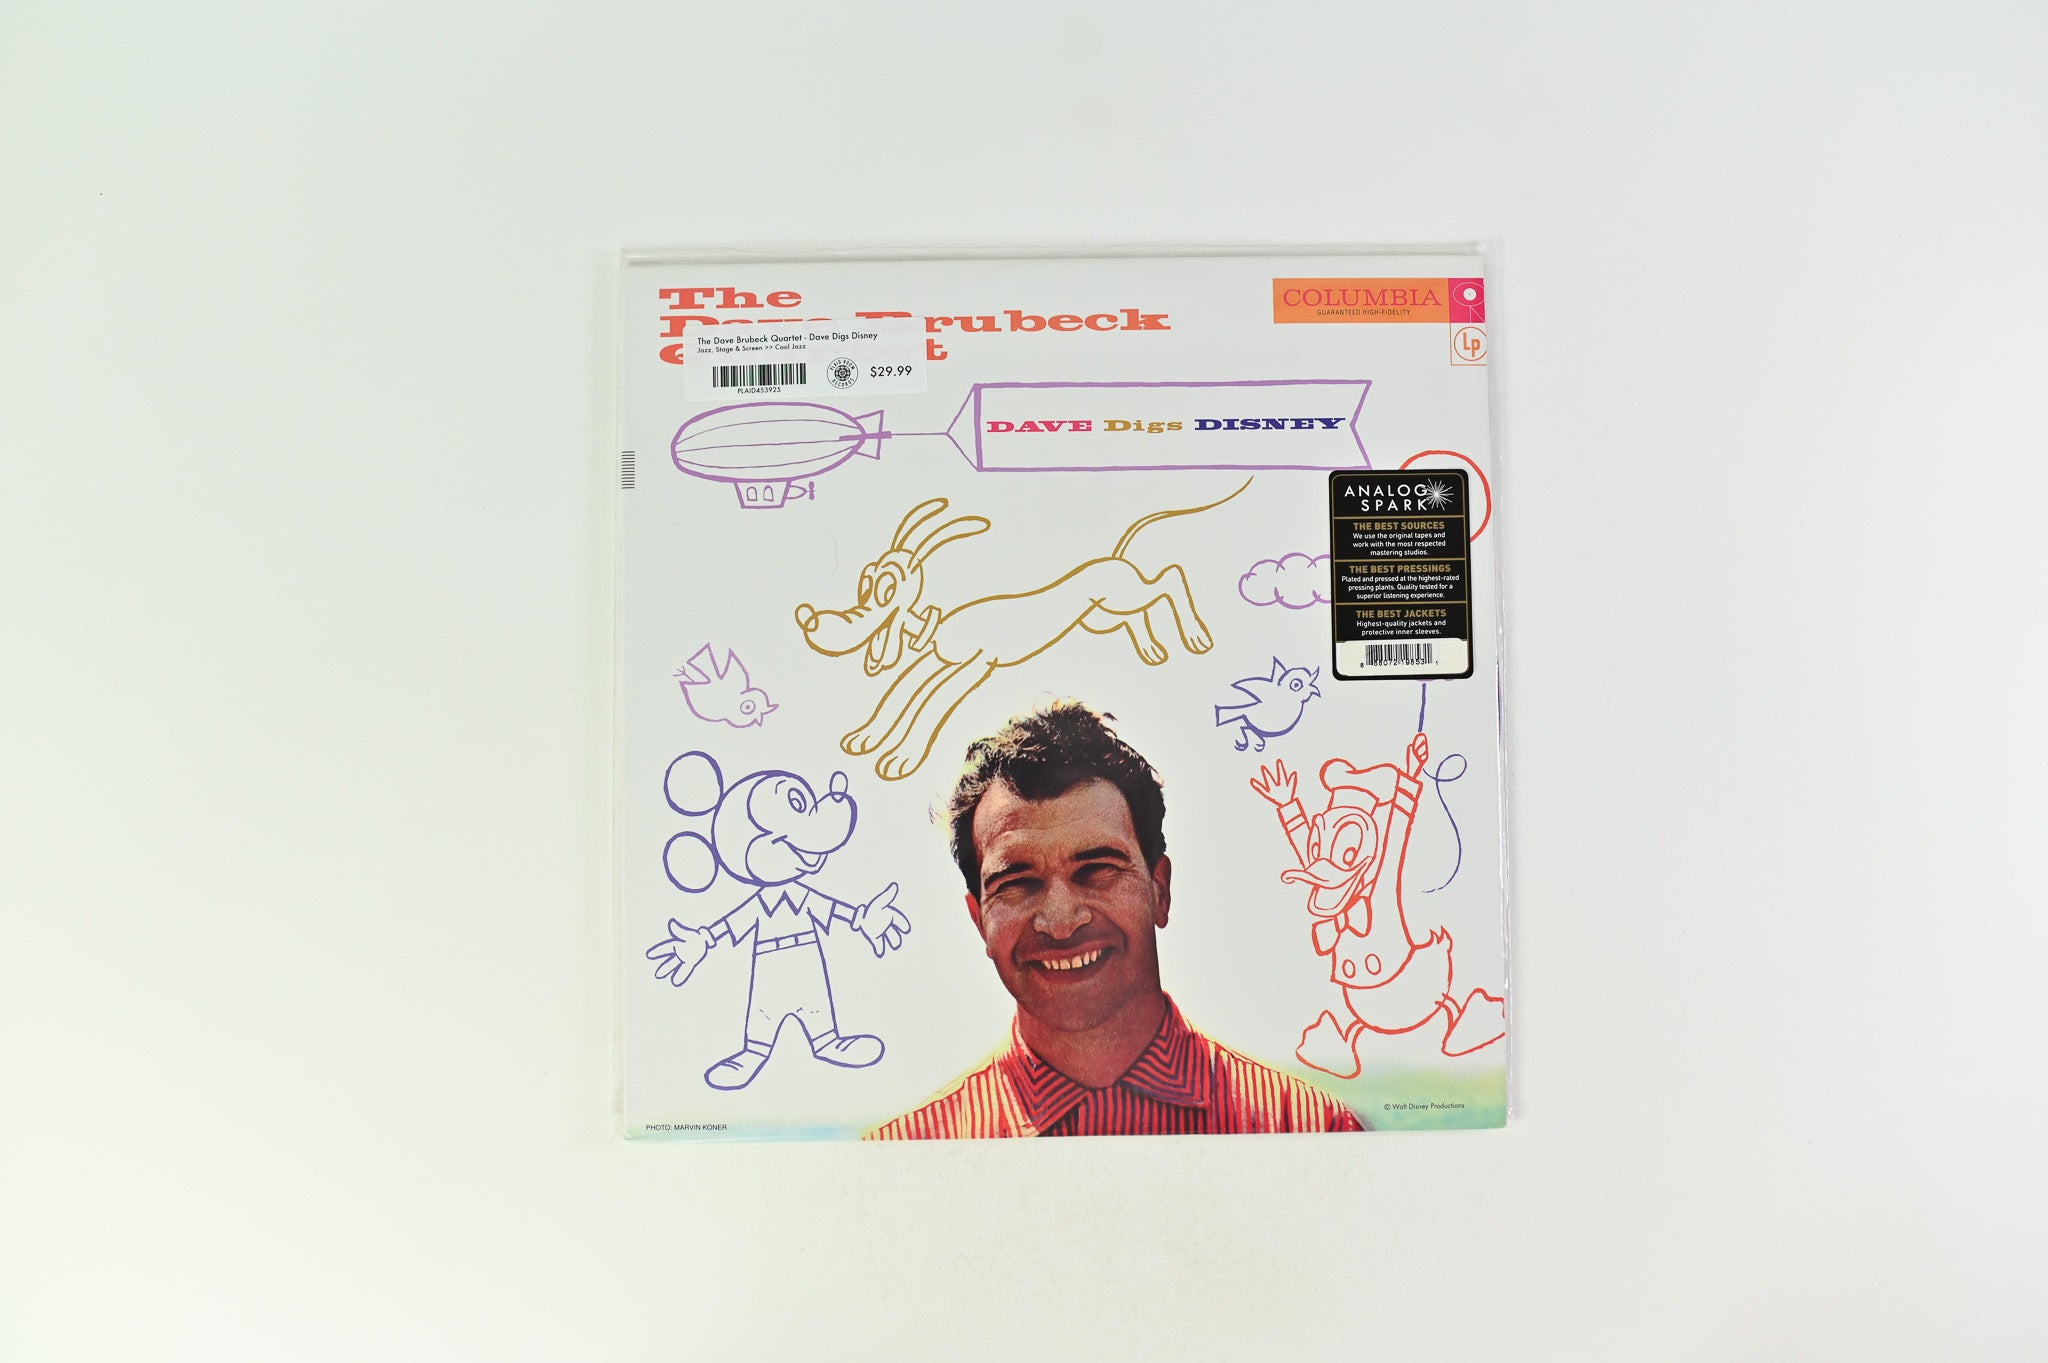 The
Brubeck
The Dave Brubeck Quartet - Dave Digs Disney
Jazz, Stage & Screen >> Cool Jazz
PLAID453925
PLAID ROOM RECORDS
$29.99
COLUMBIA
GUARANTEED HIGH-FIDELITY
Lp
DAVE Digs DISNEY
ANALOG
SPARK
THE BEST SOURCES
We use the original tapes and
work with the most respected
mastering studios.
THE BEST PRESSINGS
Plated and pressed at the highest-rated
pressing plants. Quality tested for a
superior listening experience.
THE BEST JACKETS
Highest-quality jackets and
protective inner sleeves.
© Walt Disney Productions
PHOTO: MARVIN KONER